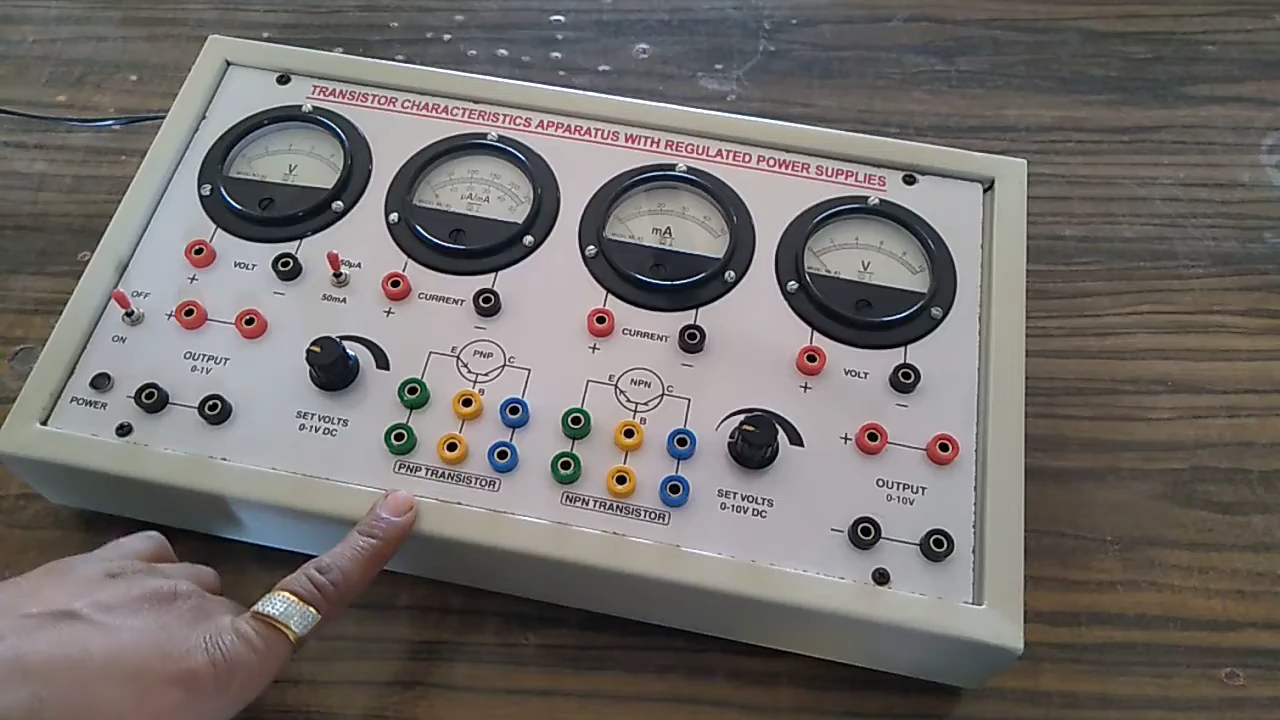 TRANSISTOR CHARACTERISTICS APPARATUS WITH REGULATED POWER SUPPLIES
V
µA/mA
mA
V
+ VOLT −
50mA
+ CURRENT −
+ CURRENT −
+ VOLT −
OFF
ON
+
OUTPUT
0-1V
POWER
−
SET VOLTS
0-1V DC
E PNP C
B
PNP TRANSISTOR
E NPN C
B
NPN TRANSISTOR
SET VOLTS
0-10V DC
+
OUTPUT
0-10V
−